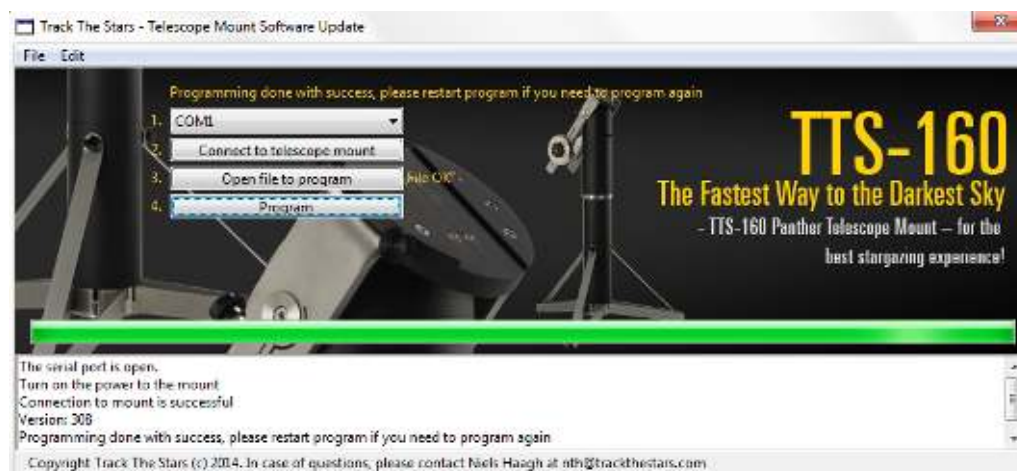 Track The Stars - Telescope Mount Software Update
File Edit
Programming done with success, please restart program if you need to program again
1. COM1
2. Connect to telescope mount
3. Open file to program File OK! -
4. Program
TTS-160
The Fastest Way to the Darkest Sky
- TTS-160 Panther Telescope Mount – for the
best stargazing experience!
The serial port is open.
Turn on the power to the mount
Connection to mount is successful
Version: 308
Programming done with success, please restart program if you need to program again
Copyright Track The Stars (c) 2014. In case of questions, please contact Niels Haagh at nth@trackthestars.com